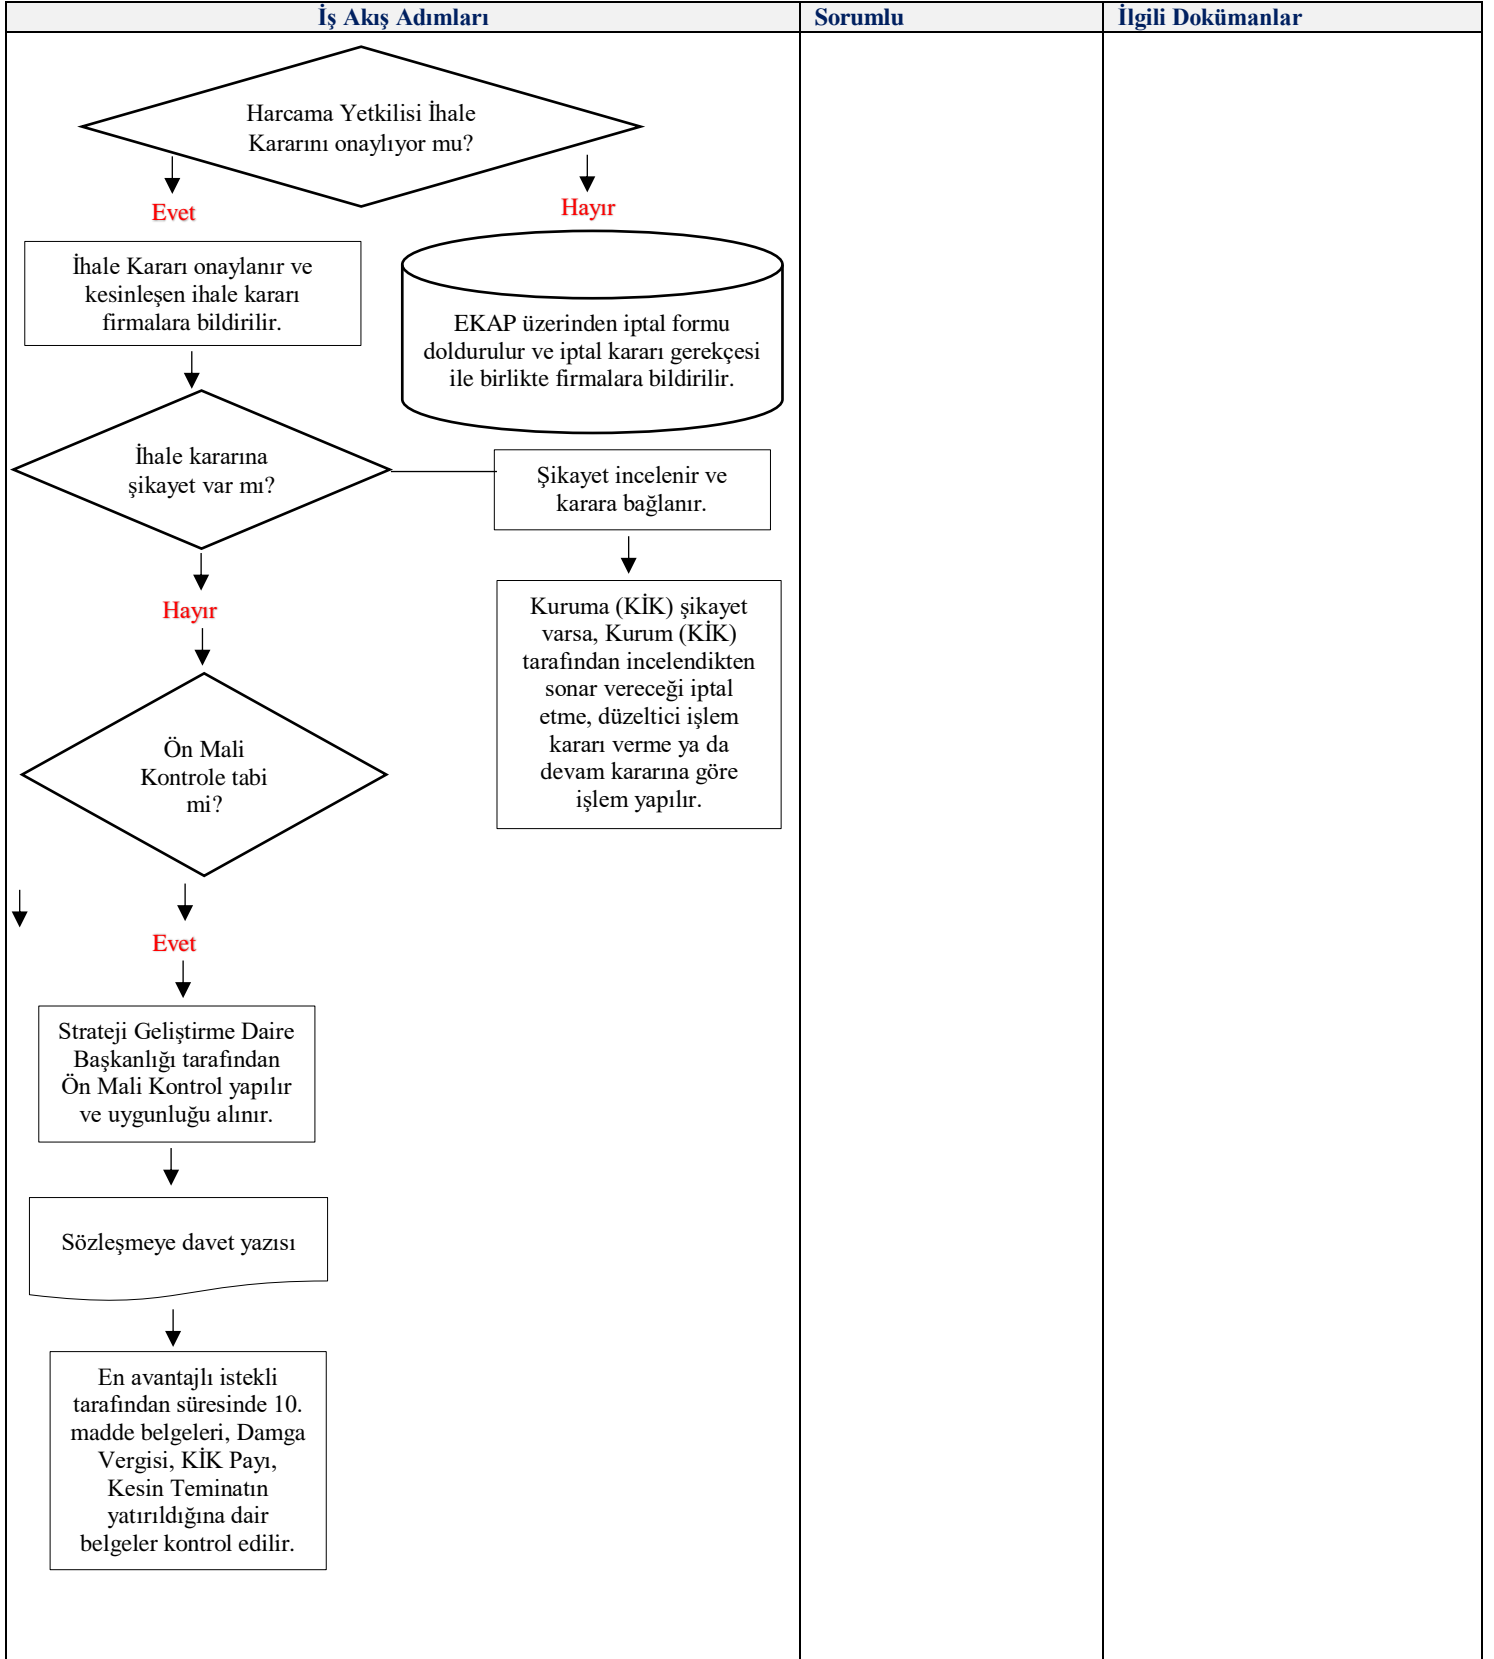 İş Akış Adımları
Sorumlu
İlgili Dokümanlar
Harcama Yetkilisi İhale
Kararını onaylıyor mu?
Evet
Hayır
İhale Kararı onaylanır ve
kesinleşen ihale kararı
firmalara bildirilir.
EKAP üzerinden iptal formu
doldurulur ve iptal kararı gerekçesi
ile birlikte firmalara bildirilir.
İhale kararına
şikayet var mı?
Şikayet incelenir ve
karara bağlanır.
Hayır
Kuruma (KİK) şikayet
varsa, Kurum (KİK)
tarafından incelendikten
sonar vereceği iptal
etme, düzeltici işlem
kararı verme ya da
devam kararına göre
işlem yapılır.
Ön Mali
Kontrole tabi
mi?
Evet
Strateji Geliştirme Daire
Başkanlığı tarafından
Ön Mali Kontrol yapılır
ve uygunluğu alınır.
Sözleşmeye davet yazısı
En avantajlı istekli
tarafından süresinde 10.
madde belgeleri, Damga
Vergisi, KİK Payı,
Kesin Teminatın
yatırıldığına dair
belgeler kontrol edilir.